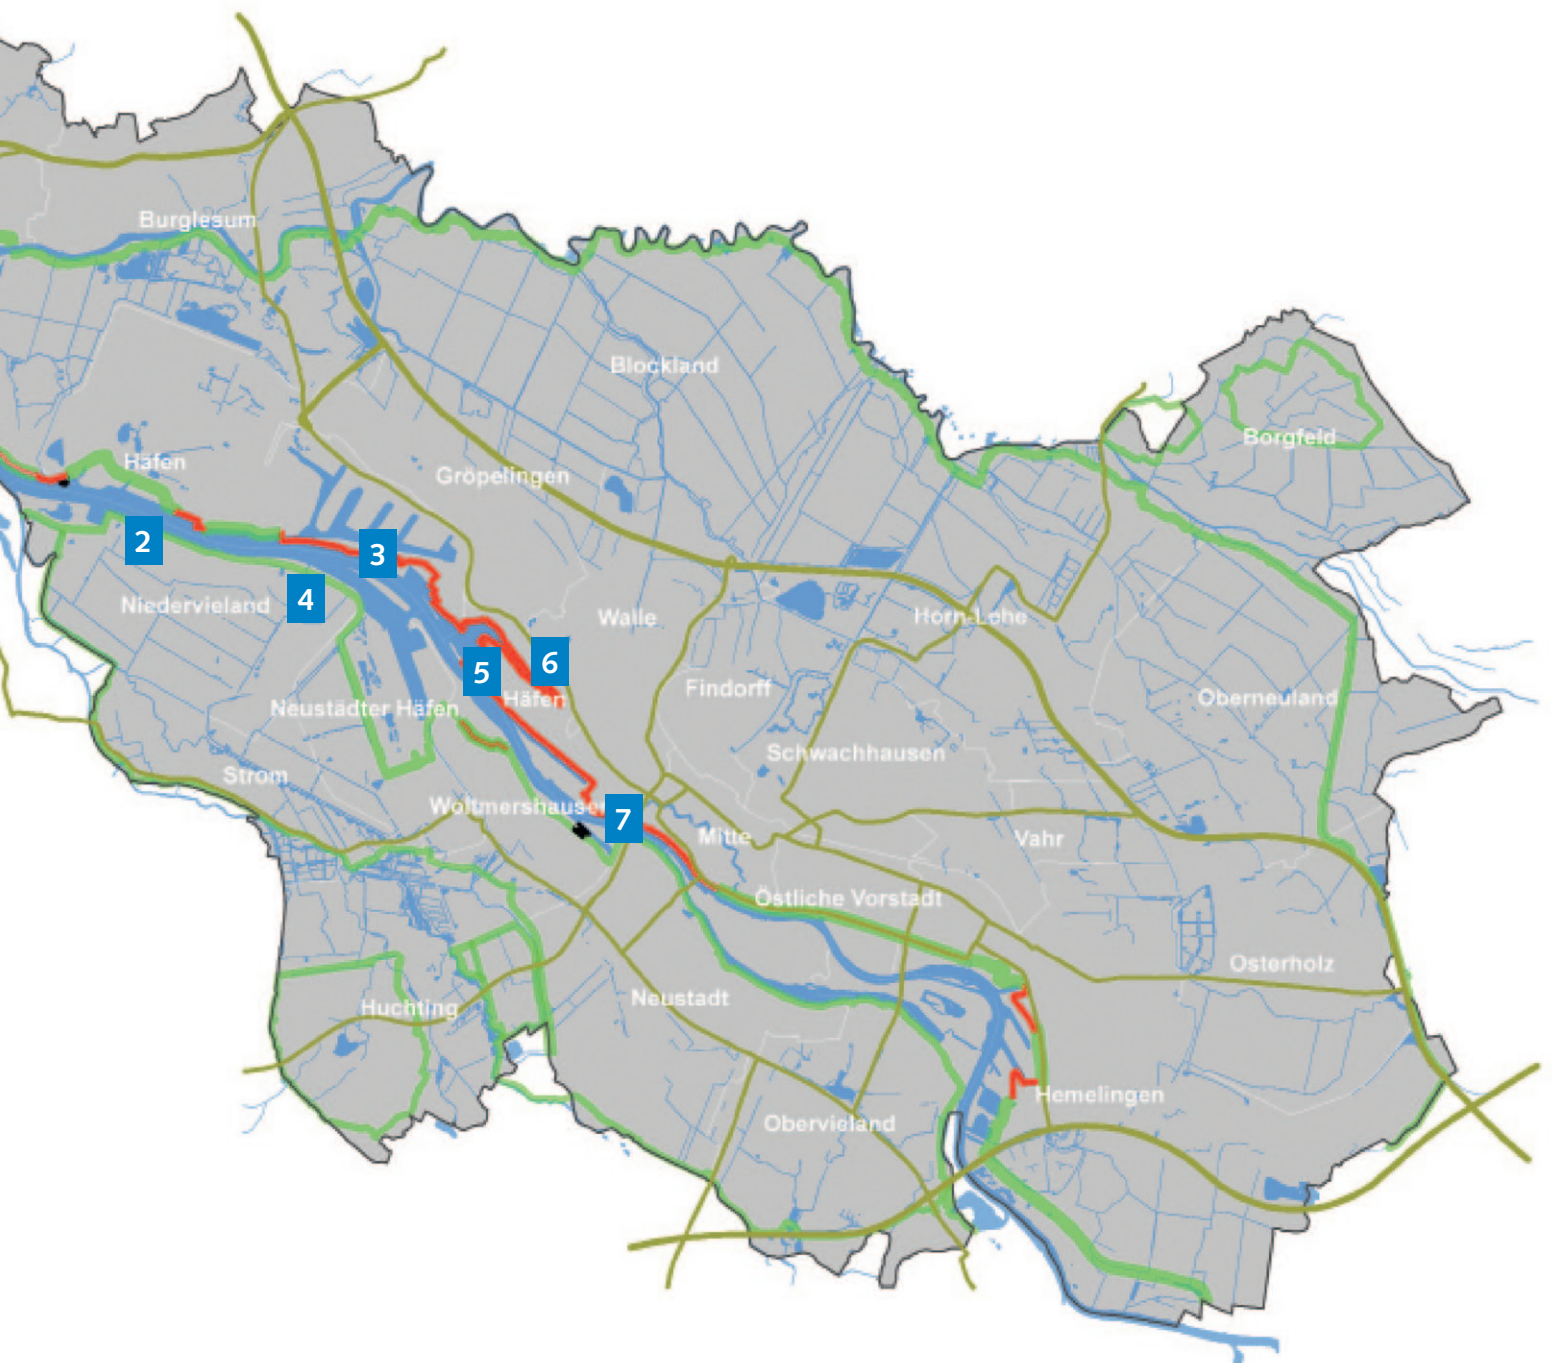 Burglesum
Blockland
Borgfeld
Häfen
Gröpelingen
2
3
4
Niedervieland
Walle
Horn-Lehe
5
6
Findorff
Häfen
Oberneuland
Neustädter Häfen
Schwachhausen
Strom
Woltmershausen
7
Mitte
Vahr
Östliche Vorstadt
Osterholz
Neustadt
Huchting
Hemelingen
Obervieland